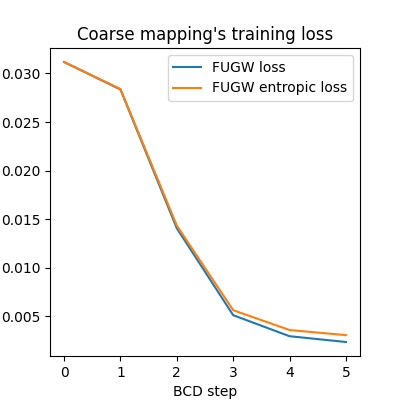 Coarse mapping's training loss
FUGW loss
FUGW entropic loss
0.030
0.025
0.020
0.015
0.010
0.005
0 1 2 3 4 5
BCD step